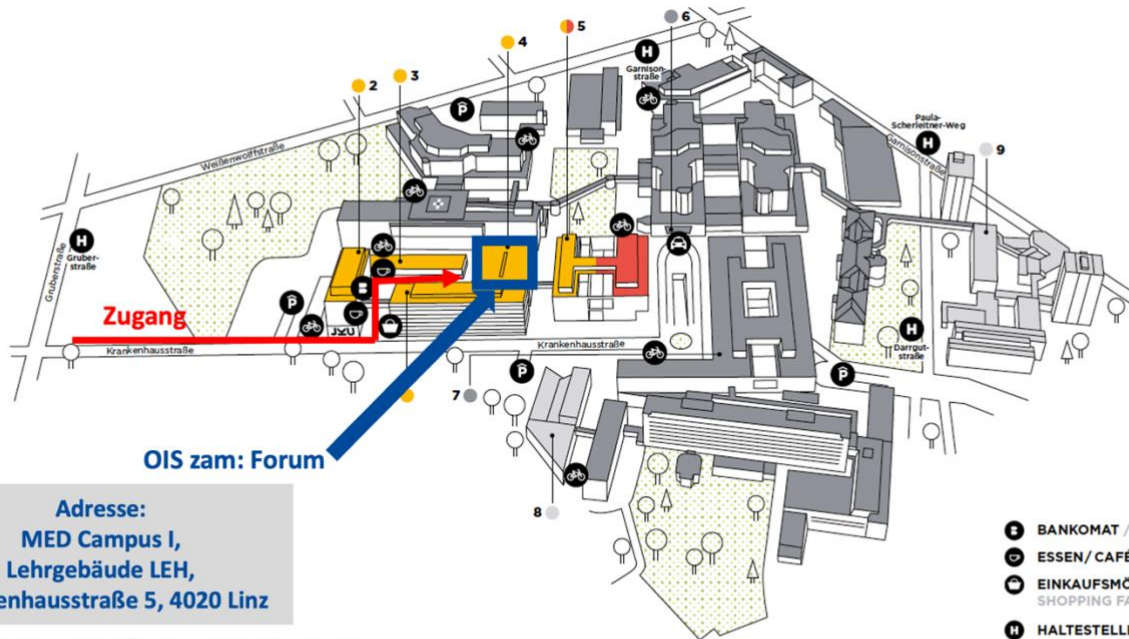 6
5
4
3
2
H
Garnison-
straße
P
Paula-
Scherleitner-Weg
H
Garnisonstraße
9
Weißenwolffstraße
Gruberstraße
H
Gruber-
straße
B
P
Zugang
JKU
Krankenhausstraße
Krankenhausstraße
H
Darrgut-
straße
P
P
7
OIS zam: Forum
8
Adresse:
MED Campus I,
Lehrgebäude LEH,
enhausstraße 5, 4020 Linz
B BANKOMAT /
ESSEN/ CAFÉ
EINKAUFSMÖ
SHOPPING FA
H HALTESTELL